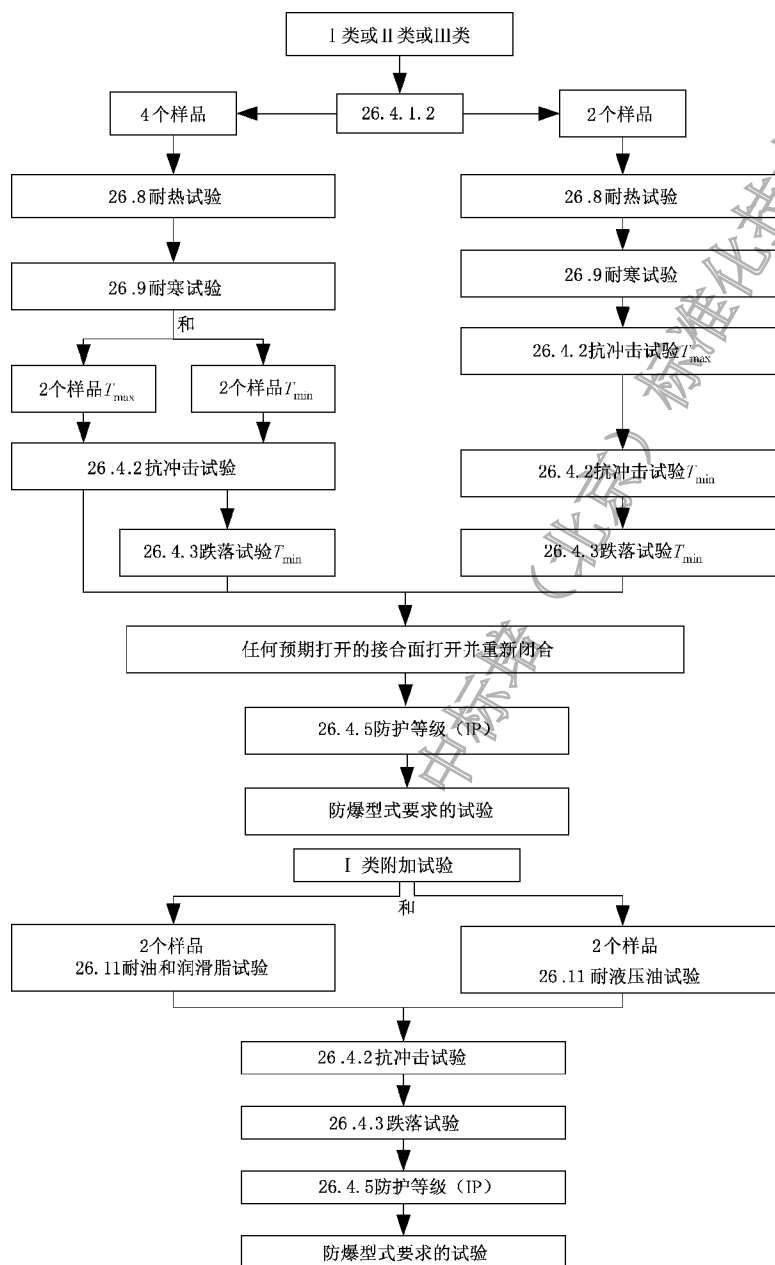 Ⅰ类或Ⅱ类或Ⅲ类
4个样品
26.4.1.2
2个样品
26.8耐热试验
26.8耐热试验
26.9耐寒试验
26.9耐寒试验
和
26.4.2抗冲击试验Tmax
2个样品Tmax
2个样品Tmin
26.4.2抗冲击试验
26.4.2抗冲击试验Tmin
26.4.3跌落试验Tmin
26.4.3跌落试验Tmin
任何预期打开的接合面打开并重新闭合
26.4.5防护等级（IP）
防爆型式要求的试验
Ⅰ类附加试验
和
2个样品
26.11耐油和润滑脂试验
2个样品
26.11耐液压油试验
26.4.2抗冲击试验
26.4.3跌落试验
26.4.5防护等级（IP）
防爆型式要求的试验
中标培（北京）标准化技